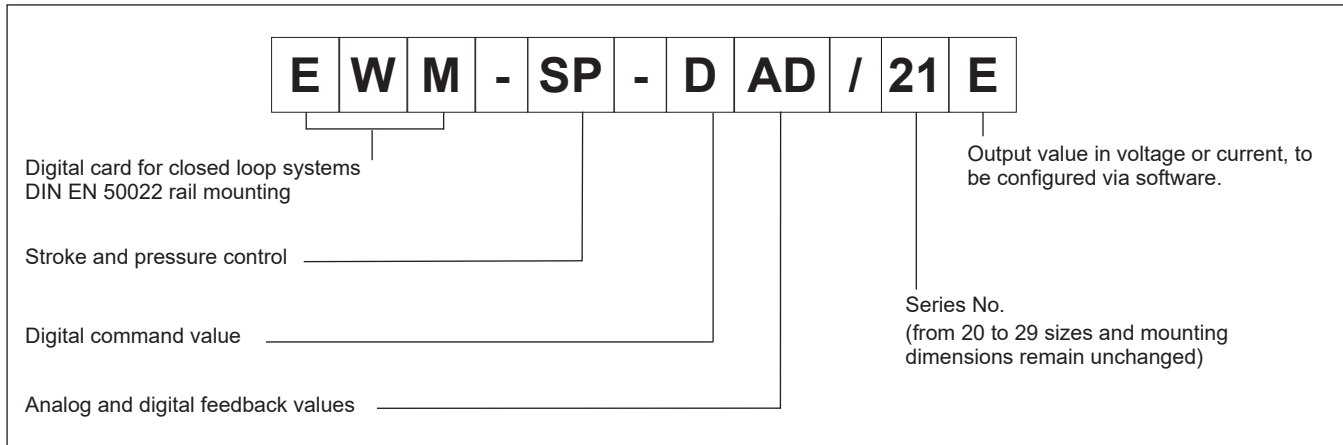 E W M - SP - D AD / 21 E
Digital card for closed loop systems
DIN EN 50022 rail mounting
Output value in voltage or current, to
be configured via software.
Stroke and pressure control
Series No.
(from 20 to 29 sizes and mounting
dimensions remain unchanged)
Digital command value
Analog and digital feedback values